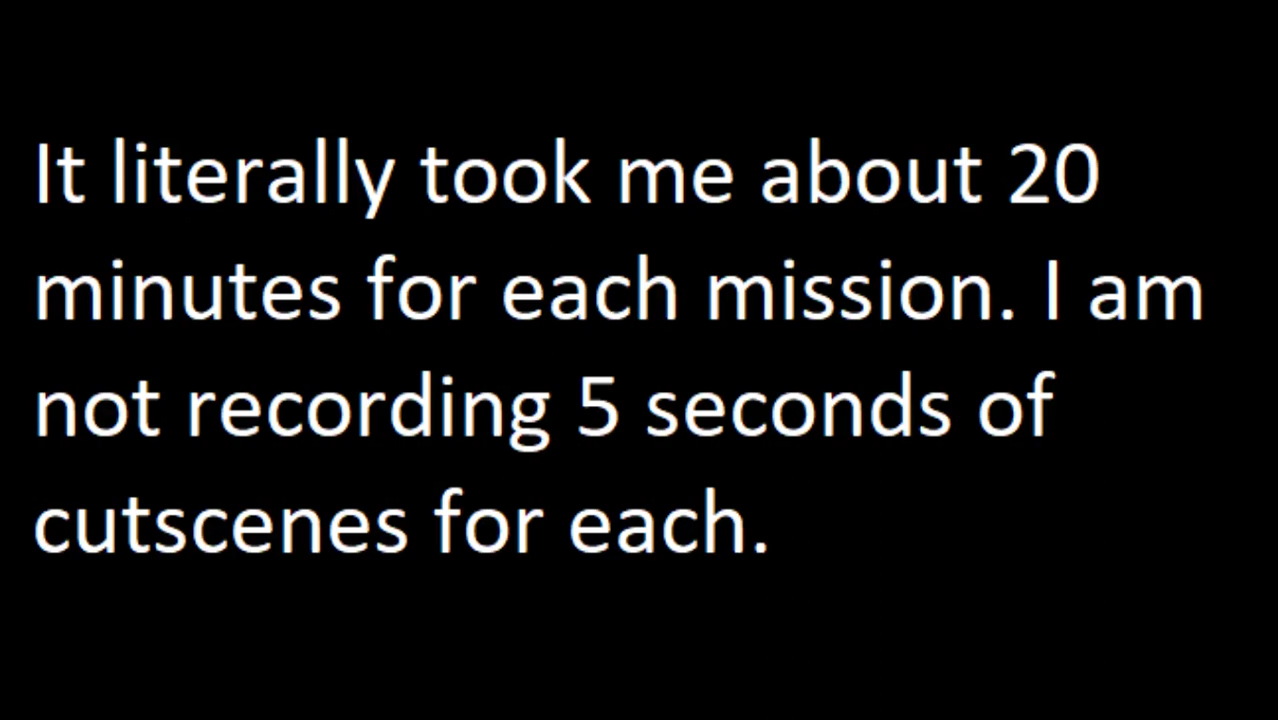 It literally took me about 20
minutes for each mission. I am
not recording 5 seconds of
cutscenes for each.